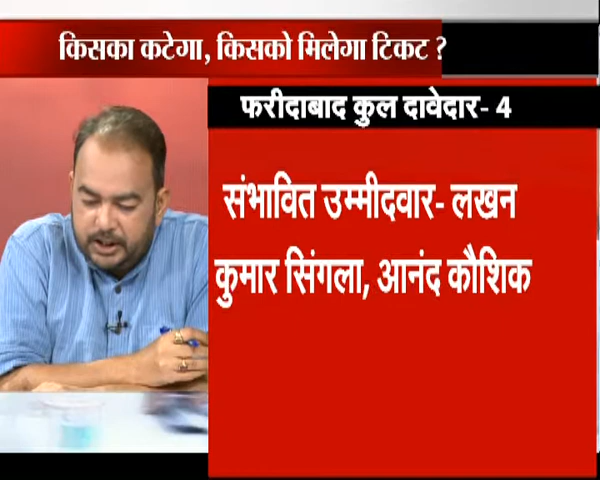 किसका कटेगा, किसको मिलेगा टिकट ?
फरीदाबाद कुल दावेदार- 4
संभावित उम्मीदवार- लखन
कुमार सिंगला, आनंद कौशिक